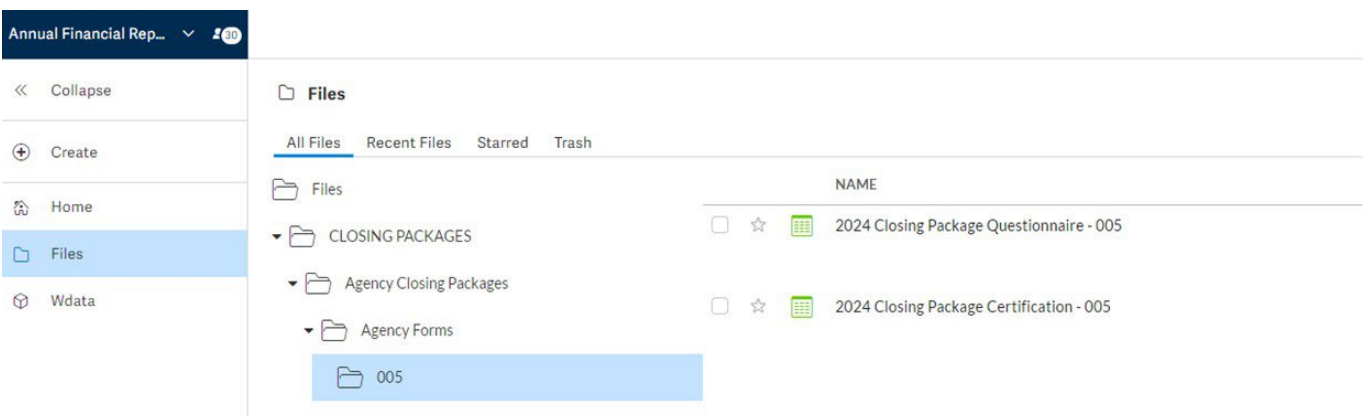 Annual Financial Rep... 30
Collapse
Create
Home
Files
Wdata
Files
All Files Recent Files Starred Trash
Files
CLOSING PACKAGES
Agency Closing Packages
Agency Forms
005
NAME
2024 Closing Package Questionnaire - 005
2024 Closing Package Certification - 005